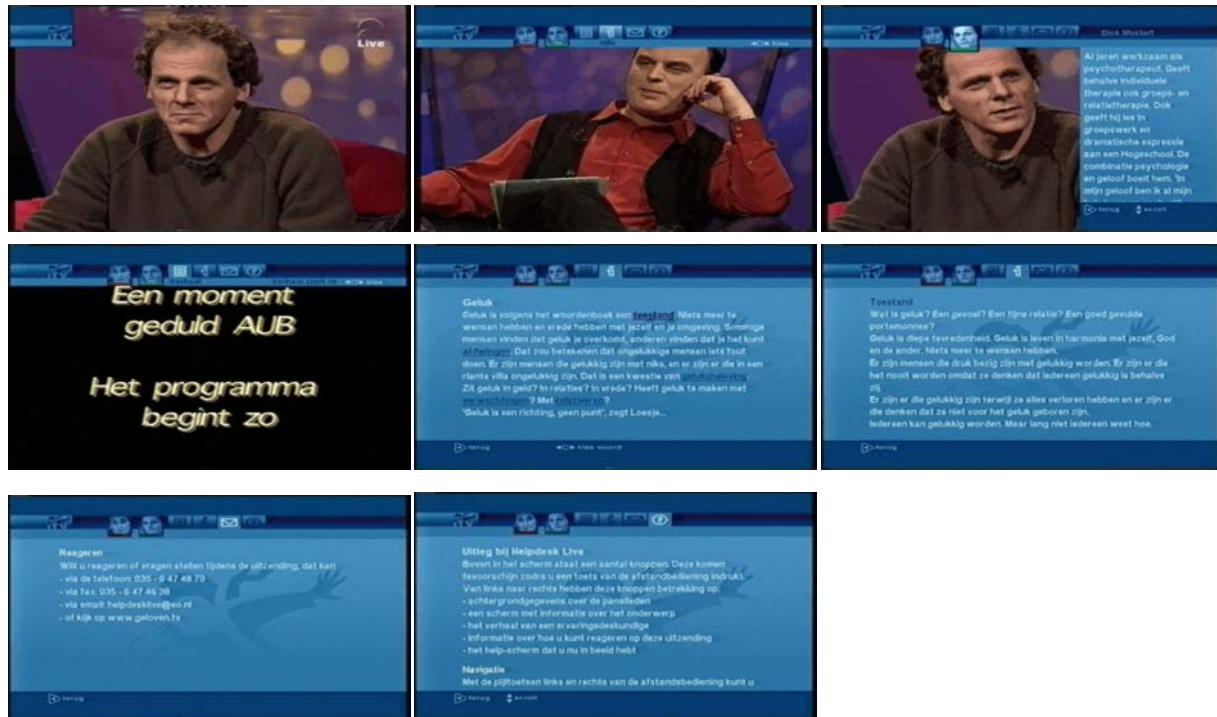 Live
info
kies
Dick Mostert
Al jaren werkzaam als
psychotherapeut. Geeft
behalve individuele
therapie ook groeps- en
relatietherapie. Ook
geeft hij les in
groepswerk en
dramatische expressie
aan een Hogeschool. De
combinatie psychologie
en geloof boeit hem. 'In
mijn geloof ben ik al mijn
terug scroll
verhaal
kies
Een moment
geduld AUB
Het programma
begint zo
Geluk
Geluk is volgens het woordenboek een toestand. Niets meer te
wensen hebben en vrede hebben met jezelf en je omgeving. Sommige
mensen vinden dat geluk je overkomt, anderen vinden dat je het kunt
afdwingen. Dat zou betekenen dat ongelukkige mensen iets fout
doen. Er zijn mensen die gelukkig zijn met niks, en er zijn er die in een
riante villa ongelukkig zijn. Dat is een kwestie van
Zit geluk in geld? In relaties? In vrede? Heeft geluk te maken met
verwachtingen? Met relativeren?
'Geluk is een richting, geen punt', zegt Loesje...
terug kies woord
Toestand
Wat is geluk? Een gevoel? Een fijne relatie? Een goed gevulde
portemonnee?
Geluk is diepe tevredenheid. Geluk is leven in harmonie met jezelf, God
en de ander. Niets meer te wensen hebben.
Er zijn mensen die druk bezig zijn met gelukkig worden. Er zijn er die
het nooit worden omdat ze denken dat iedereen gelukkig is behalve
zij.
Er zijn er die gelukkig zijn terwijl ze alles verloren hebben en er zijn er
die denken dat ze niet voor het geluk geboren zijn.
Iedereen kan gelukkig worden. Maar lang niet iedereen weet hoe.
terug
Reageren
Wilt u reageren of vragen stellen tijdens de uitzending, dat kan
- via de telefoon: 035 - 6 47 48 79
- via fax: 035 - 6 47 46 38
- via email: helpdesklive@eo.nl
- of kijk op www.geloven.tv
terug
Uitleg bij Helpdesk Live
Boven in het scherm staat een aantal knoppen. Deze komen
tevoorschijn zodra u een toets van de afstandbediening indrukt.
Van links naar rechts hebben deze knoppen betrekking op:
- achtergrondgegevens over de panelleden
- een scherm met informatie over het onderwerp
- het verhaal van een ervaringsdeskundige
- informatie over hoe u kunt reageren op deze uitzending
- het help-scherm dat u nu in beeld hebt
Navigatie
Met de pijltoetsen links en rechts van de afstandsbediening kunt u
terug scroll